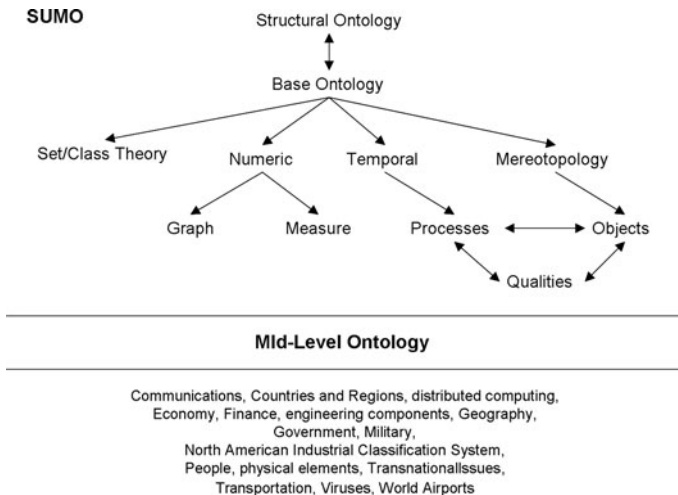 SUMO
Structural Ontology
Base Ontology
Set/Class Theory
Numeric
Temporal
Mereotopology
Graph
Measure
Processes
Objects
Qualities
MId-Level Ontology
Communications, Countries and Regions, distributed computing,
Economy, Finance, engineering components, Geography,
Government, Military,
North American Industrial Classification System,
People, physical elements, TransnationalIssues,
Transportation, Viruses, World Airports